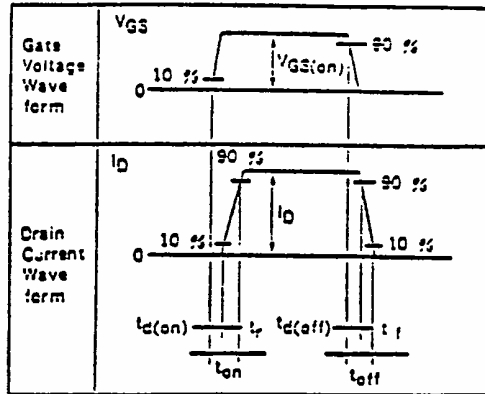 Gate
Voltage
Wave
form
VGS
10 %
0
VGS(on)
90 %
Drain
Current
Wave
form
ID
90 %
10 %
0
ID
90 %
10 %
td(on)
tr
td(off)
tf
ton
toff